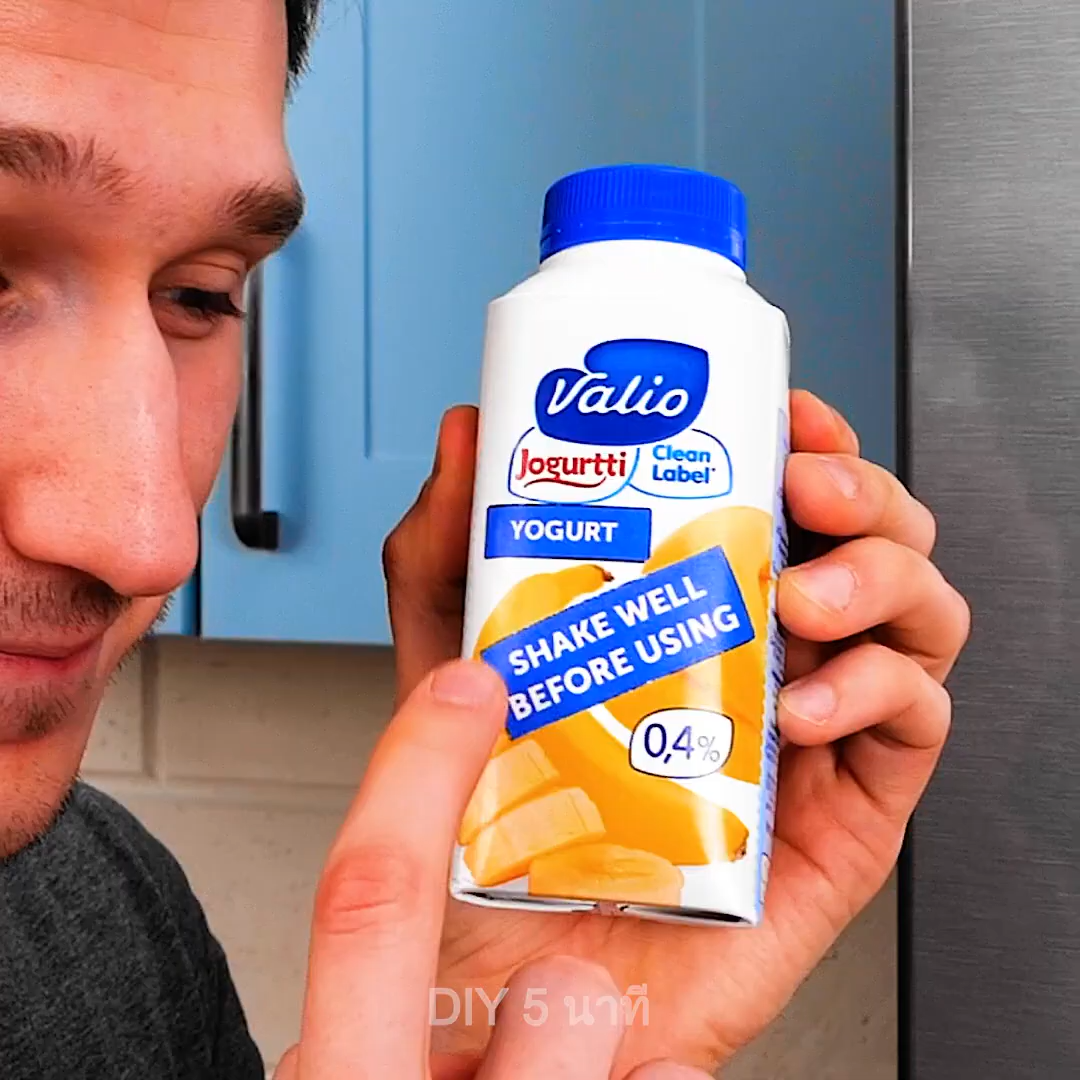 Valio
Jogurtti
Clean
Label*
YOGURT
SHAKE WELL
BEFORE USING
0,4%
DIY 5 นาที